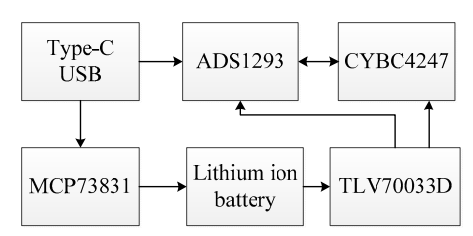 Type-C
USB
ADS1293
CYBC4247
MCP73831
Lithium ion
battery
TLV70033D